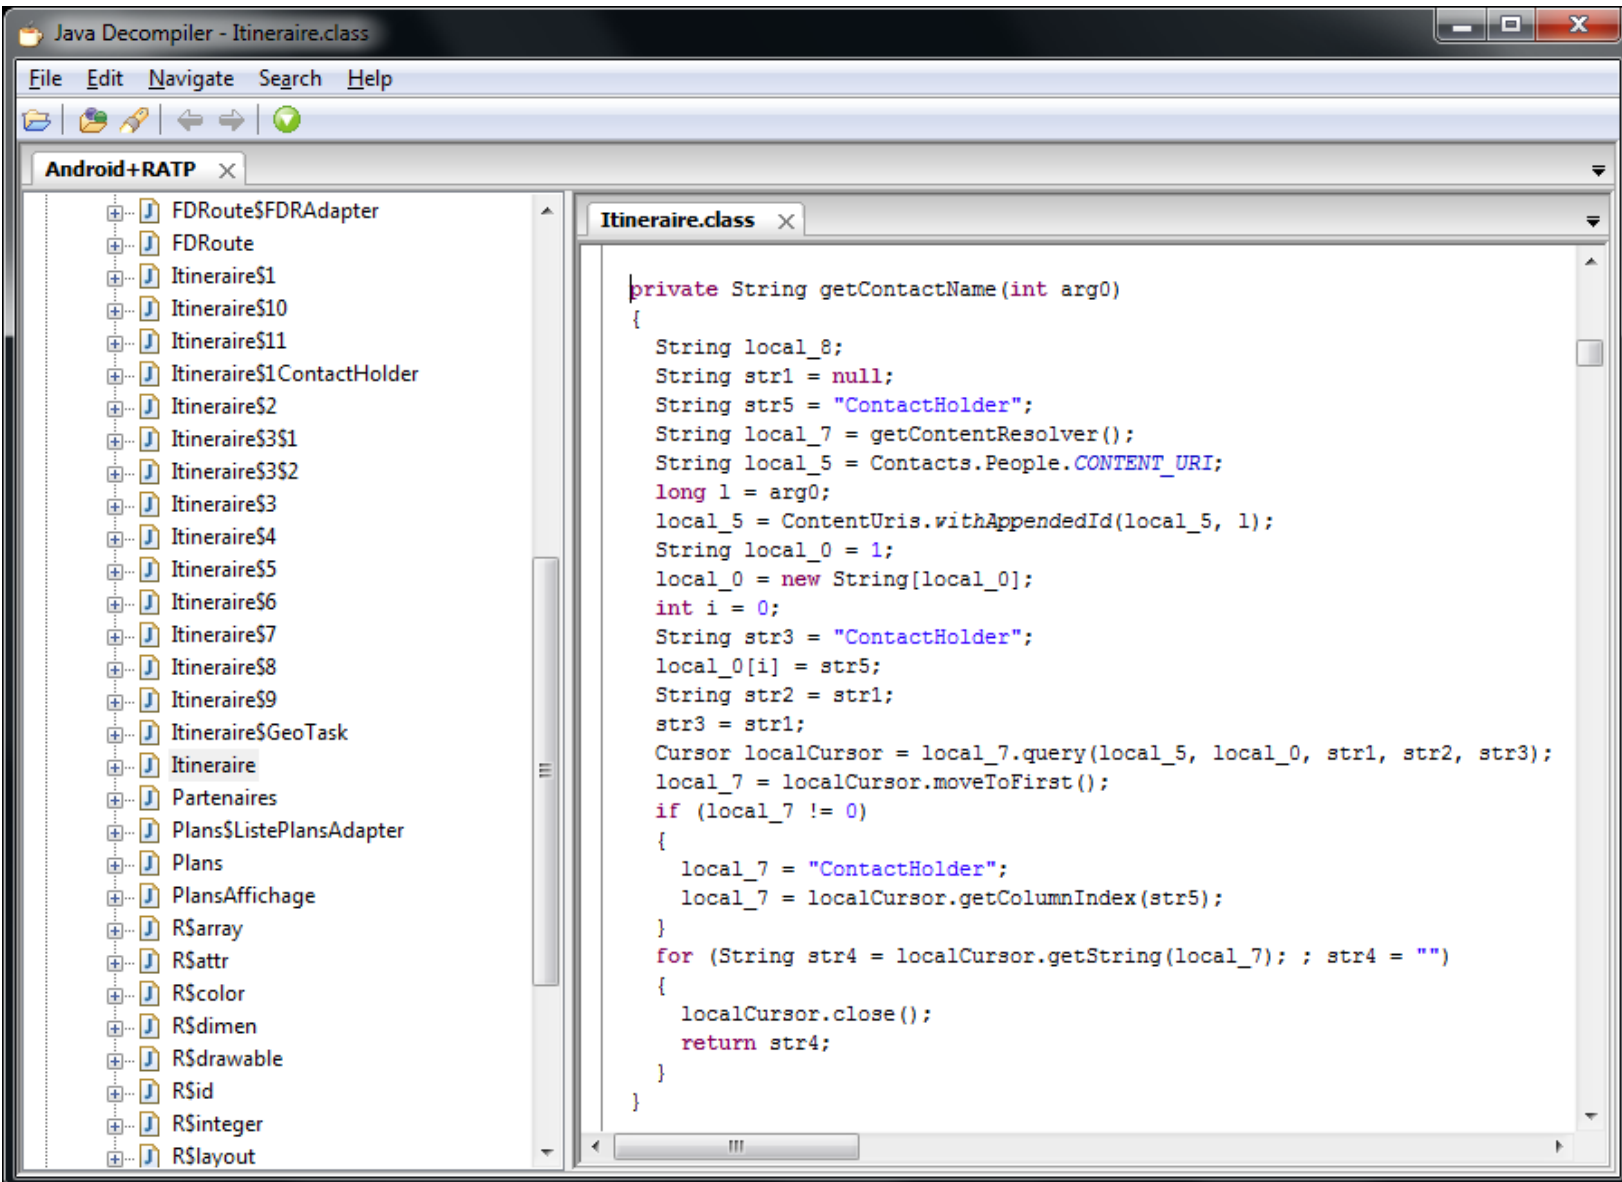 Java Decompiler - Itineraire.class
File Edit Navigate Search Help
Android+RATP
FDRoute$FDRAdapter
FDRoute
Itineraire$1
Itineraire$10
Itineraire$11
Itineraire$1ContactHolder
Itineraire$2
Itineraire$3$1
Itineraire$3$2
Itineraire$3
Itineraire$4
Itineraire$5
Itineraire$6
Itineraire$7
Itineraire$8
Itineraire$9
Itineraire$GeoTask
Itineraire
Partenaires
Plans$ListePlansAdapter
Plans
PlansAffichage
R$array
R$attr
R$color
R$dimen
R$drawable
R$id
R$integer
R$layout
Itineraire.class
private String getContactName(int arg0)
{
String local_8;
String str1 = null;
String str5 = "ContactHolder";
String local_7 = getContentResolver();
String local_5 = Contacts.People.CONTENT_URI;
long l = arg0;
local_5 = ContentUris.withAppendedId(local_5, l);
String local_0 = 1;
local_0 = new String[local_0];
int i = 0;
String str3 = "ContactHolder";
local_0[i] = str5;
String str2 = str1;
str3 = str1;
Cursor localCursor = local_7.query(local_5, local_0, str1, str2, str3);
local_7 = localCursor.moveToFirst();
if (local_7 != 0)
{
local_7 = "ContactHolder";
local_7 = localCursor.getColumnIndex(str5);
}
for (String str4 = localCursor.getString(local_7); ; str4 = "")
{
localCursor.close();
return str4;
}
}